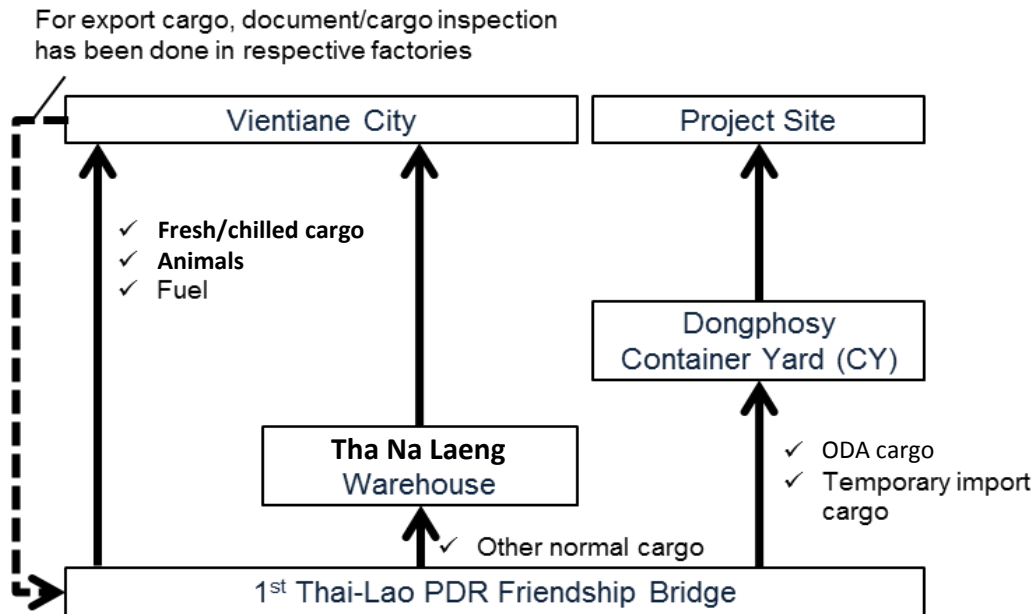 For export cargo, document/cargo inspection
has been done in respective factories
Vientiane City
Project Site
✓ Fresh/chilled cargo
✓ Animals
✓ Fuel
Dongphosy
Container Yard (CY)
Tha Na Laeng
Warehouse
✓ ODA cargo
✓ Temporary import
cargo
✓ Other normal cargo
1st Thai-Lao PDR Friendship Bridge